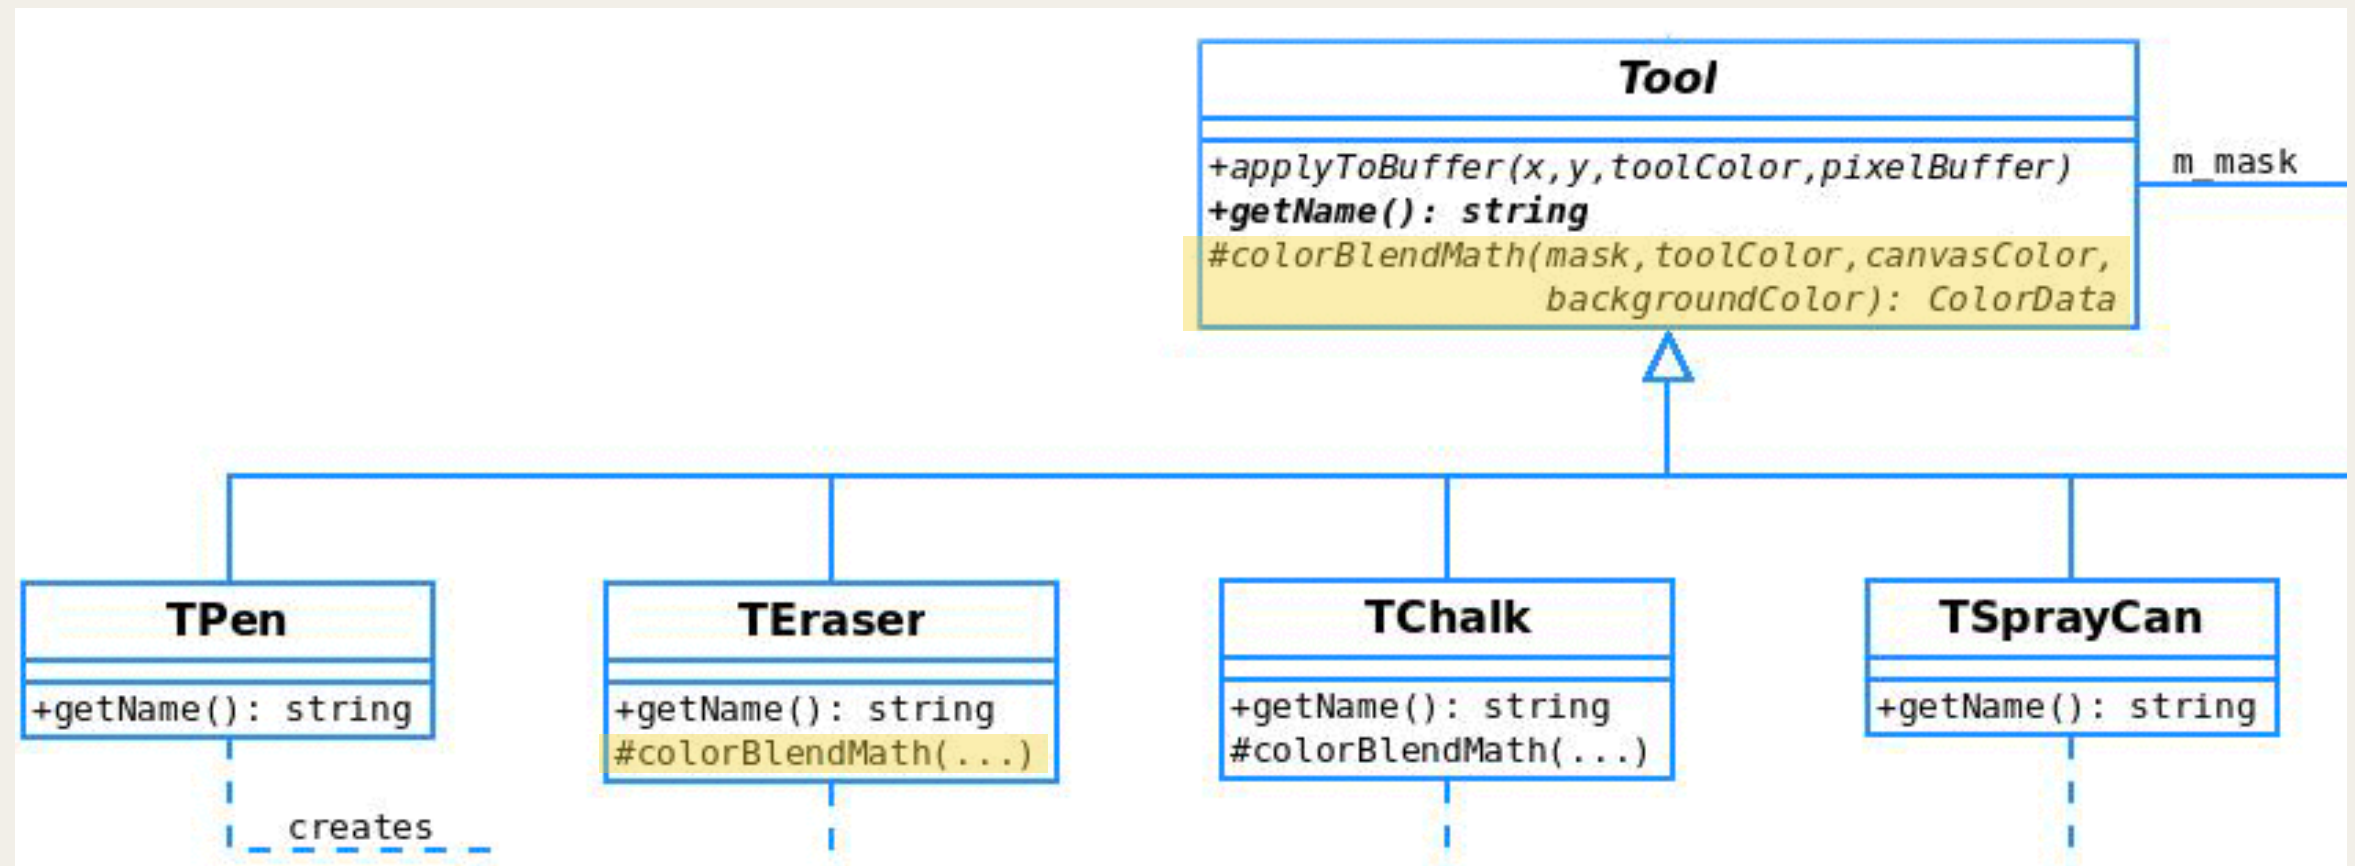 Tool
+applyToBuffer(x,y,toolColor,pixelBuffer)
+getName(): string
#colorBlendMath(mask,toolColor,canvasColor,
backgroundColor): ColorData
m_mask
TPen
+getName(): string
creates
TEraser
+getName(): string
#colorBlendMath(...)
TChalk
+getName(): string
#colorBlendMath(...)
TSprayCan
+getName(): string